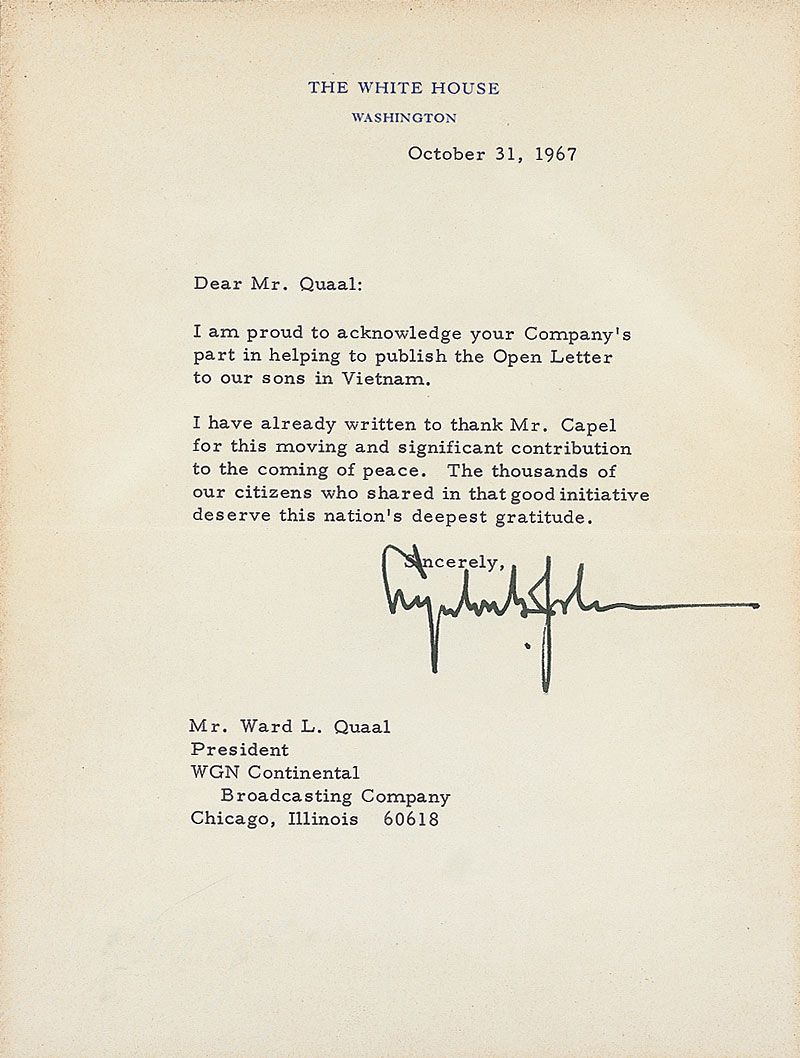 THE WHITE HOUSE
WASHINGTON
October 31, 1967
Dear Mr. Quaal:
I am proud to acknowledge your Company's
part in helping to publish the Open Letter
to our sons in Vietnam.
I have already written to thank Mr. Capel
for this moving and significant contribution
to the coming of peace. The thousands of
our citizens who shared in that good initiative
deserve this nation's deepest gratitude.
Sincerely,
Mr. Ward L. Quaal
President
WGN Continental
Broadcasting Company
Chicago, Illinois 60618